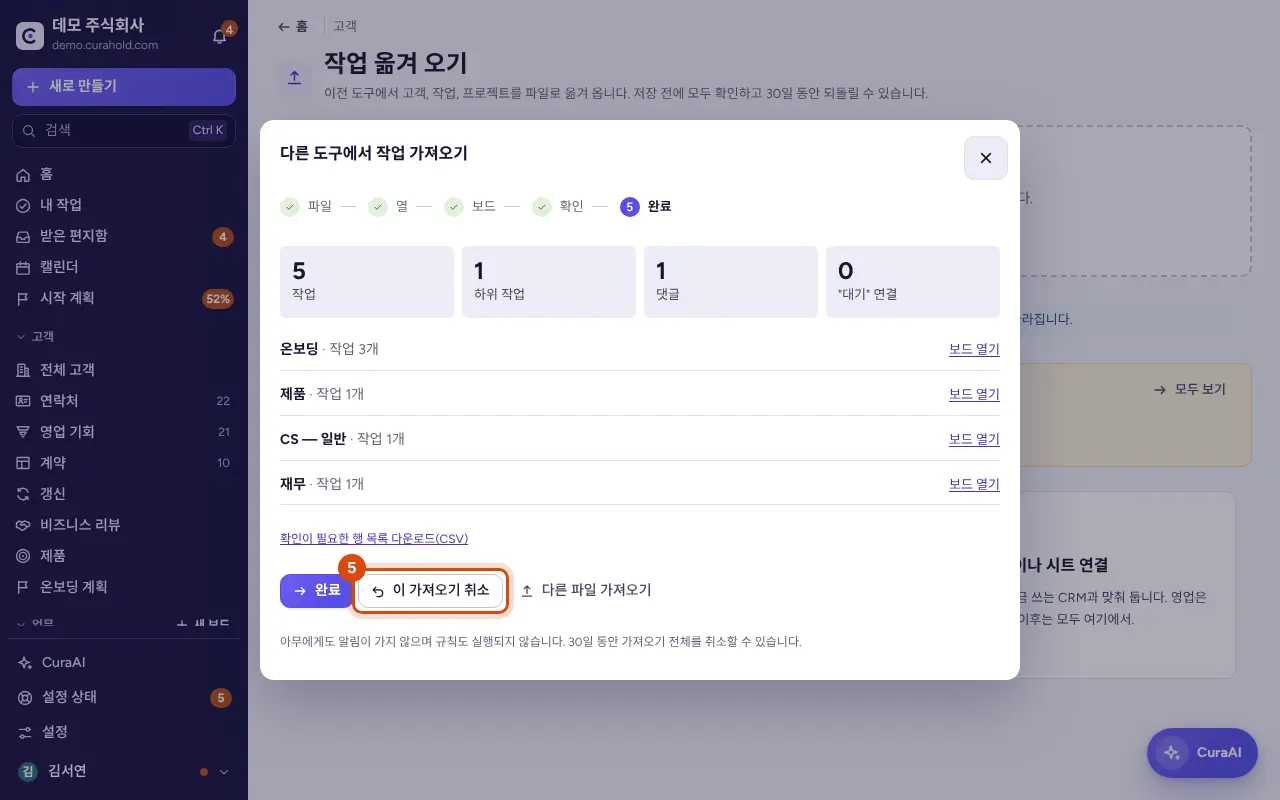 데모 주식회사
demo.curahold.com
4
새로 만들기
검색
Ctrl K
홈
내 작업
받은 편지함
4
캘린더
시작 계획
52%
고객
전체 고객
연락처
22
영업 기회
21
계약
10
갱신
비즈니스 리뷰
제품
온보딩 계획
업무
새 보드
CuraAI
설정 상태
5
설정
김
김서연
홈
고객
작업 옮겨 오기
이전 도구에서 고객, 작업, 프로젝트를 파일로 옮겨 옵니다. 저장 전에 모두 확인하고 30일 동안 되돌릴 수 있습니다.
다른 도구에서 작업 가져오기
파일
열
보드
확인
5
완료
5
작업
1
하위 작업
1
댓글
0
"대기" 연결
온보딩 · 작업 3개
보드 열기
제품 · 작업 1개
보드 열기
CS — 일반 · 작업 1개
보드 열기
재무 · 작업 1개
보드 열기
확인이 필요한 행 목록 다운로드(CSV)
5
완료
이 가져오기 취소
다른 파일 가져오기
아무에게도 알림이 가지 않으며 규칙도 실행되지 않습니다. 30일 동안 가져오기 전체를 취소할 수 있습니다.
다.
라집니다.
모두 보기
이나 시트 연결
쓰는 CRM과 맞춰 둡니다. 영업은
이후는 모두 여기에서.
CuraAI